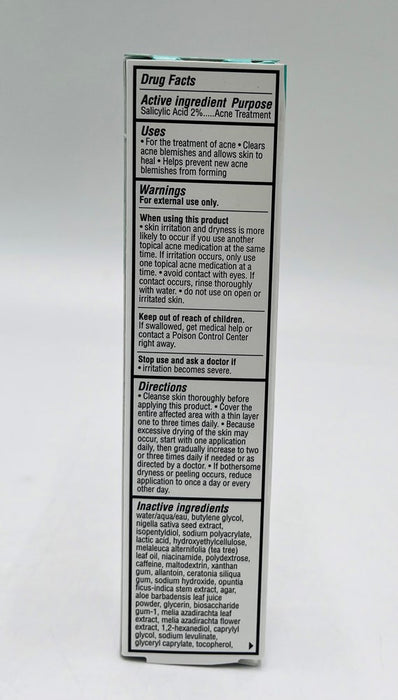 Drug Facts
Active ingredient Purpose
Salicylic Acid 2%.....Acne Treatment
Uses
• For the treatment of acne • Clears
acne blemishes and allows skin to
heal • Helps prevent new acne
blemishes from forming
Warnings
For external use only.
When using this product
• skin irritation and dryness is more
likely to occur if you use another
topical acne medication at the same
time. If irritation occurs, only use
one topical acne medication at a
time. • avoid contact with eyes. If
contact occurs, rinse thoroughly
with water. • do not use on open or
irritated skin.
Keep out of reach of children.
If swallowed, get medical help or
contact a Poison Control Center
right away.
Stop use and ask a doctor if
• irritation becomes severe.
Directions
• Cleanse skin thoroughly before
applying this product. • Cover the
entire affected area with a thin layer
one to three times daily. • Because
excessive drying of the skin may
occur, start with one application
daily, then gradually increase to two
or three times daily if needed or as
directed by a doctor. • If bothersome
dryness or peeling occurs, reduce
application to once a day or every
other day.
Inactive ingredients
water/aqua/eau, butylene glycol,
nigella sativa seed extract,
isopentyldiol, sodium polyacrylate,
lactic acid, hydroxyethylcellulose,
melaleuca alternifolia (tea tree)
leaf oil, niacinamide, polydextrose,
caffeine, maltodextrin, xanthan
gum, allantoin, ceratonia siliqua
gum, sodium hydroxide, opuntia
ficus-indica stem extract, agar,
aloe barbadensis leaf juice
powder, glycerin, biosaccharide
gum-1, melia azadirachta leaf
extract, melia azadirachta flower
extract, 1,2-hexanediol, caprylyl
glycol, sodium levulinate,
glyceryl caprylate, tocopherol,